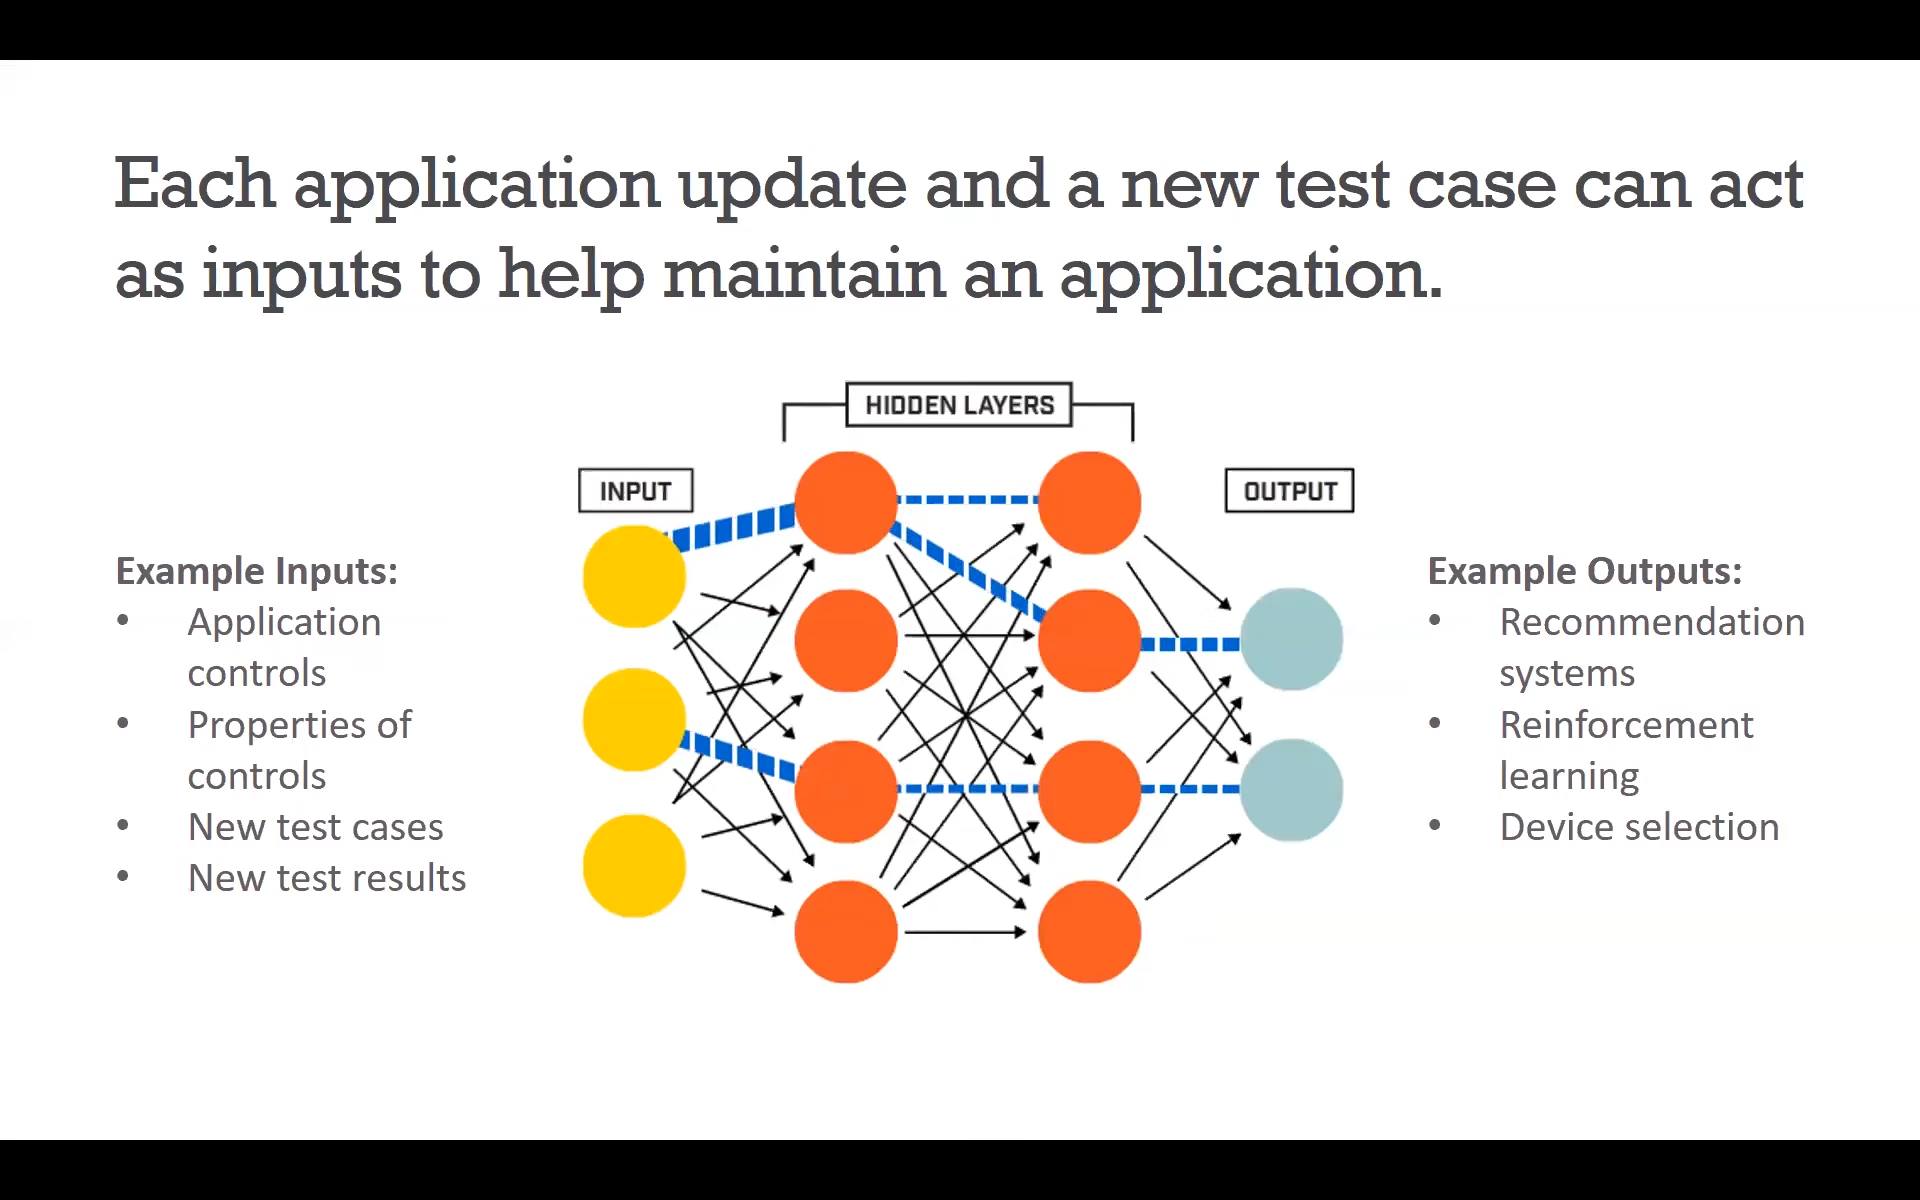 Each application update and a new test case can act
as inputs to help maintain an application.
HIDDEN LAYERS
INPUT
OUTPUT
Example Inputs:
• Application
controls
• Properties of
controls
• New test cases
• New test results
Example Outputs:
• Recommendation
systems
• Reinforcement
learning
• Device selection